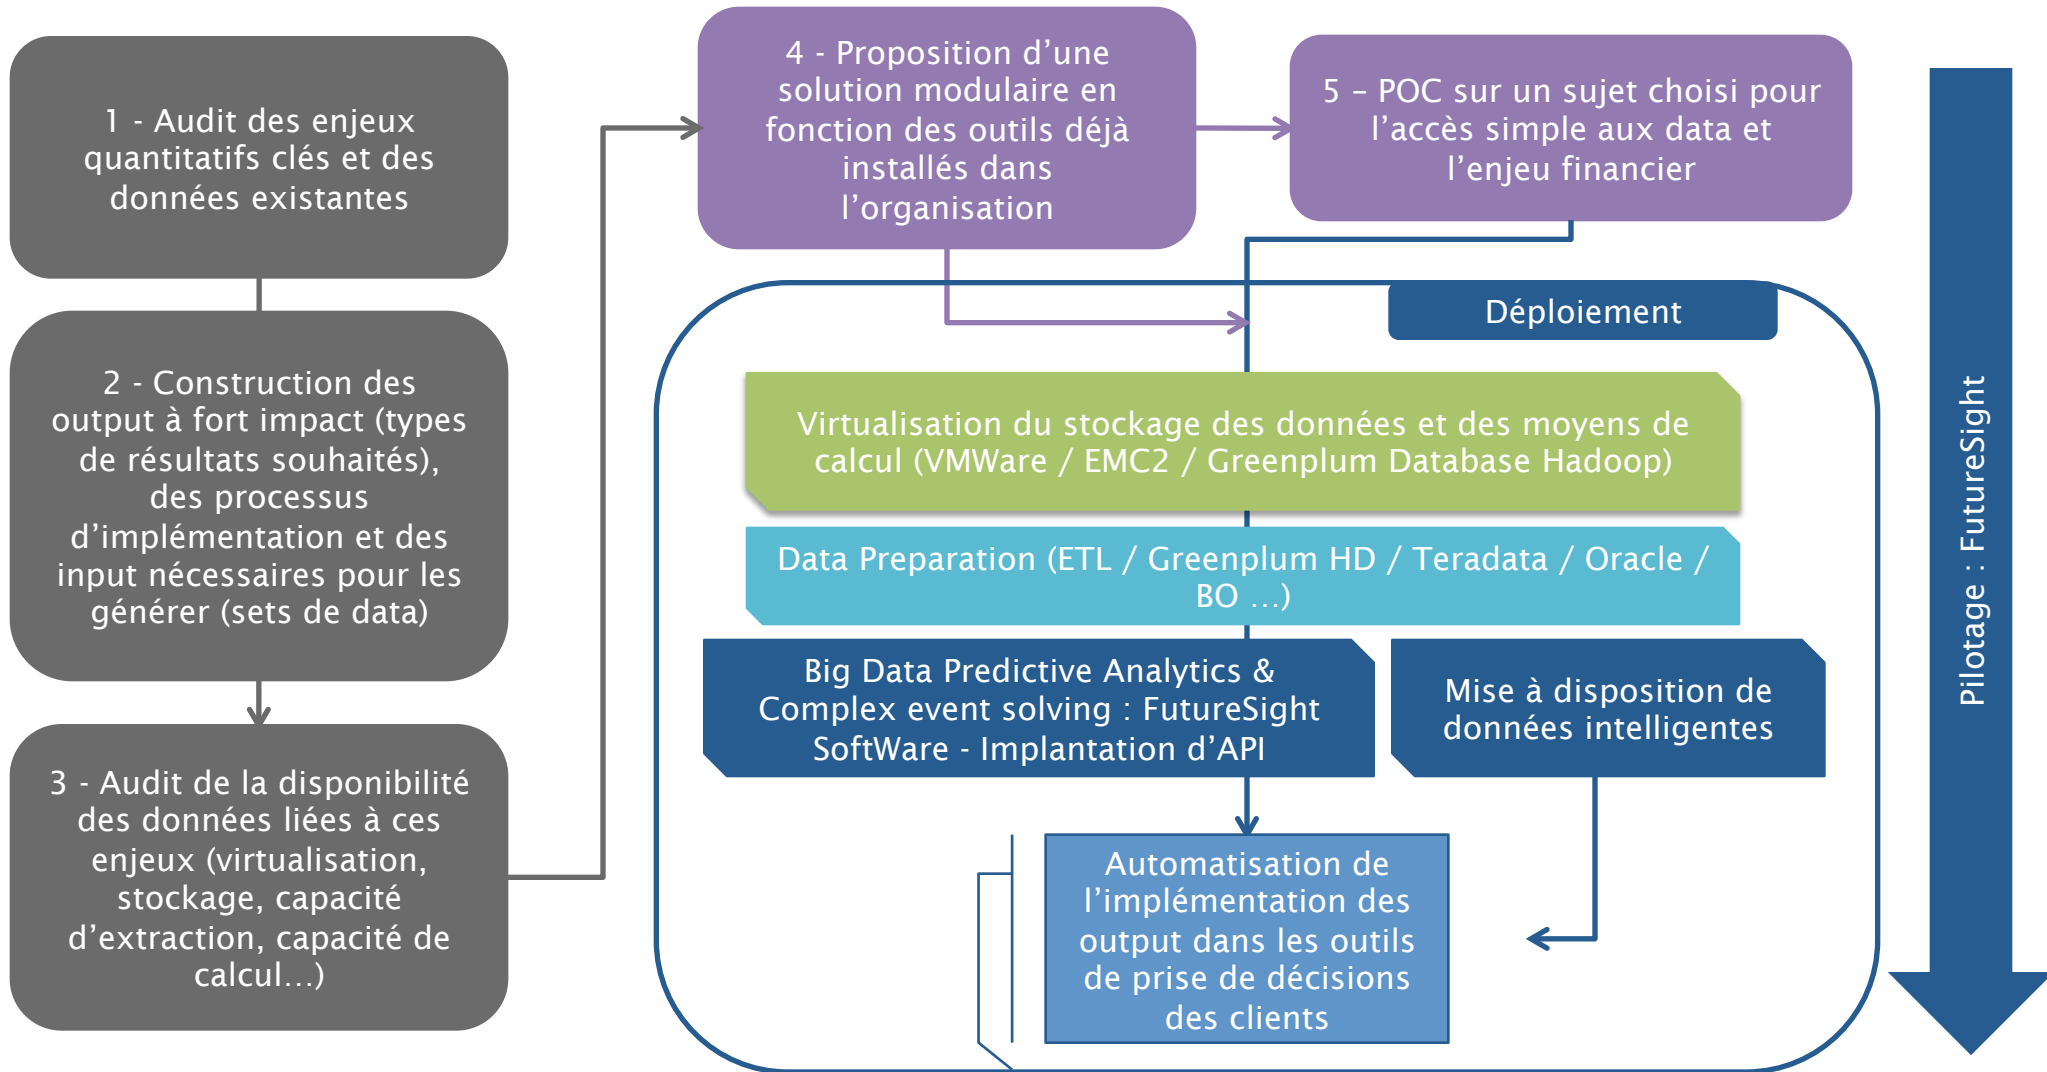 1 - Audit des enjeux
quantitatifs clés et des
données existantes
2 - Construction des
output à fort impact (types
de résultats souhaités),
des processus
d’implémentation et des
input nécessaires pour les
générer (sets de data)
3 - Audit de la disponibilité
des données liées à ces
enjeux (virtualisation,
stockage, capacité
d’extraction, capacité de
calcul…)
4 - Proposition d’une
solution modulaire en
fonction des outils déjà
installés dans
l’organisation
5 – POC sur un sujet choisi pour
l’accès simple aux data et
l’enjeu financier
Déploiement
Virtualisation du stockage des données et des moyens de
calcul (VMWare / EMC2 / Greenplum Database Hadoop)
Data Preparation (ETL / Greenplum HD / Teradata / Oracle /
BO …)
Big Data Predictive Analytics &
Complex event solving : FutureSight
SoftWare - Implantation d’API
Mise à disposition de
données intelligentes
Automatisation de
l’implémentation des
output dans les outils
de prise de décisions
des clients
Pilotage : FutureSight